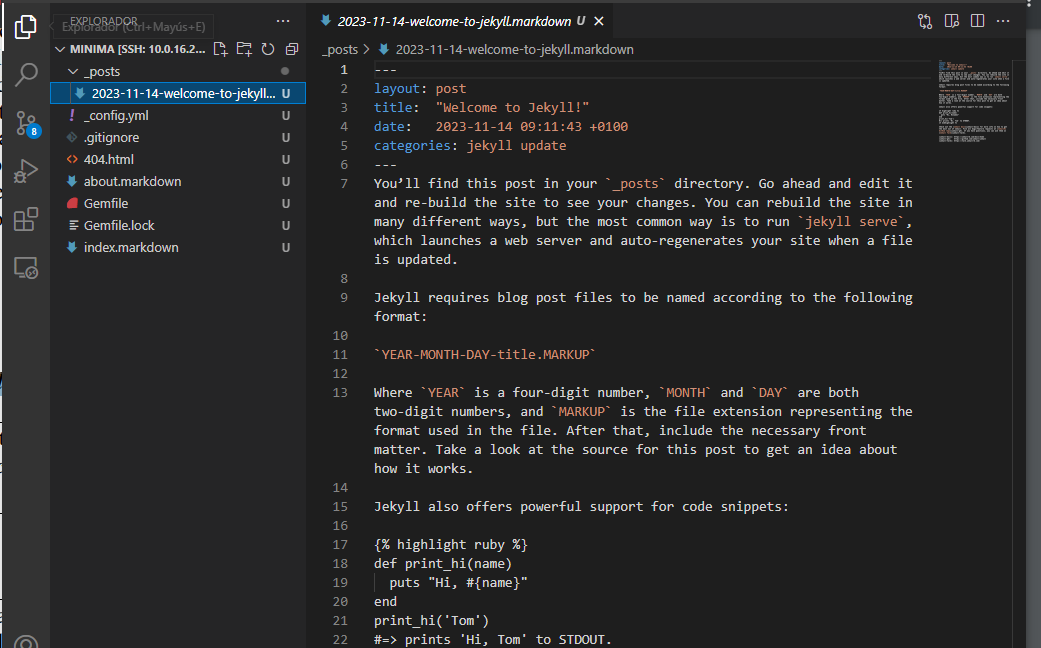 EXPLORADOR
Explorador (Ctrl+Mayús+E)
MINIMA [SSH: 10.0.16.2...
_posts
2023-11-14-welcome-to-jekyll... U
_config.yml U
.gitignore U
404.html U
about.markdown U
Gemfile U
Gemfile.lock U
index.markdown U
8
2023-11-14-welcome-to-jekyll.markdown U
_posts > 2023-11-14-welcome-to-jekyll.markdown
1 ---
2 layout: post
3 title:  "Welcome to Jekyll!"
4 date:   2023-11-14 09:11:43 +0100
5 categories: jekyll update
6 ---
7 You’ll find this post in your `_posts` directory. Go ahead and edit it
and re-build the site to see your changes. You can rebuild the site in
many different ways, but the most common way is to run `jekyll serve`,
which launches a web server and auto-regenerates your site when a file
is updated.
8
9 Jekyll requires blog post files to be named according to the following
format:
10
11 `YEAR-MONTH-DAY-title.MARKUP`
12
13 Where `YEAR` is a four-digit number, `MONTH` and `DAY` are both
two-digit numbers, and `MARKUP` is the file extension representing the
format used in the file. After that, include the necessary front
matter. Take a look at the source for this post to get an idea about
how it works.
14
15 Jekyll also offers powerful support for code snippets:
16
17 {% highlight ruby %}
18 def print_hi(name)
19   puts "Hi, #{name}"
20 end
21 print_hi('Tom')
22 #=> prints 'Hi, Tom' to STDOUT.